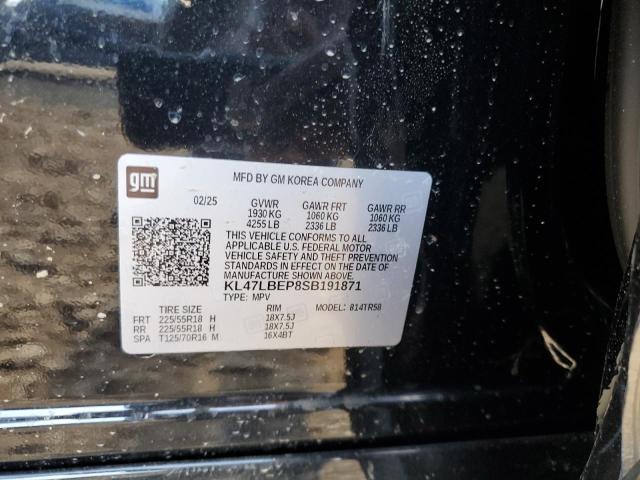 gm
MFD BY GM KOREA COMPANY
02/25 GVWR GAWR FRT GAWR RR
1930 KG 1060 KG 1060 KG
4255 LB 2336 LB 2336 LB
THIS VEHICLE CONFORMS TO ALL
APPLICABLE U.S. FEDERAL MOTOR
VEHICLE SAFETY AND THEFT PREVENTION
STANDARDS IN EFFECT ON THE DATE OF
MANUFACTURE SHOWN ABOVE.
KL47LBEP8SB191871
TYPE: MPV
TIRE SIZE RIM MODEL: 814TR58
FRT 225/55R18 H 18X7.5J
RR 225/55R18 H 18X7.5J
SPA T125/70R16 M 16X4BT